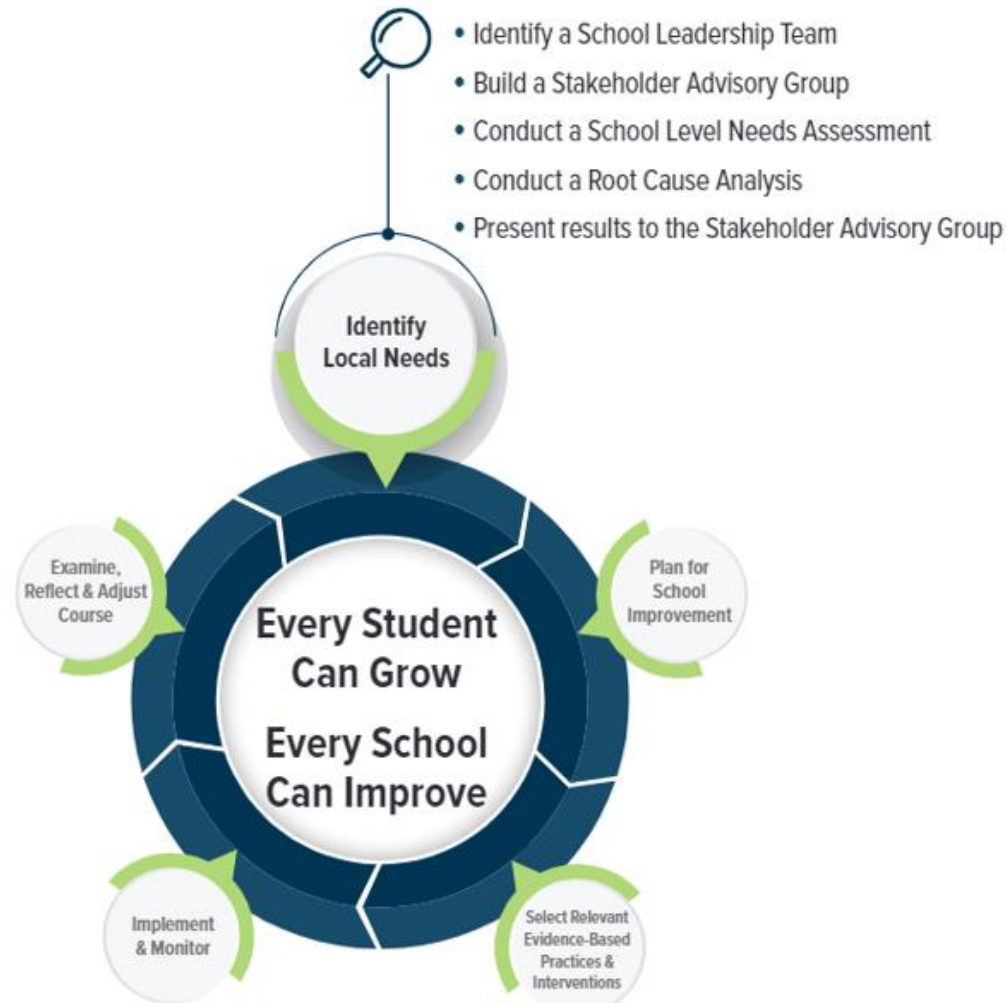 • Identify a School Leadership Team
• Build a Stakeholder Advisory Group
• Conduct a School Level Needs Assessment
• Conduct a Root Cause Analysis
• Present results to the Stakeholder Advisory Group
Identify
Local Needs
Plan for
School
Improvement
Select Relevant
Evidence-Based
Practices &
Interventions
Implement
& Monitor
Examine,
Reflect & Adjust
Course
Every Student
Can Grow
Every School
Can Improve